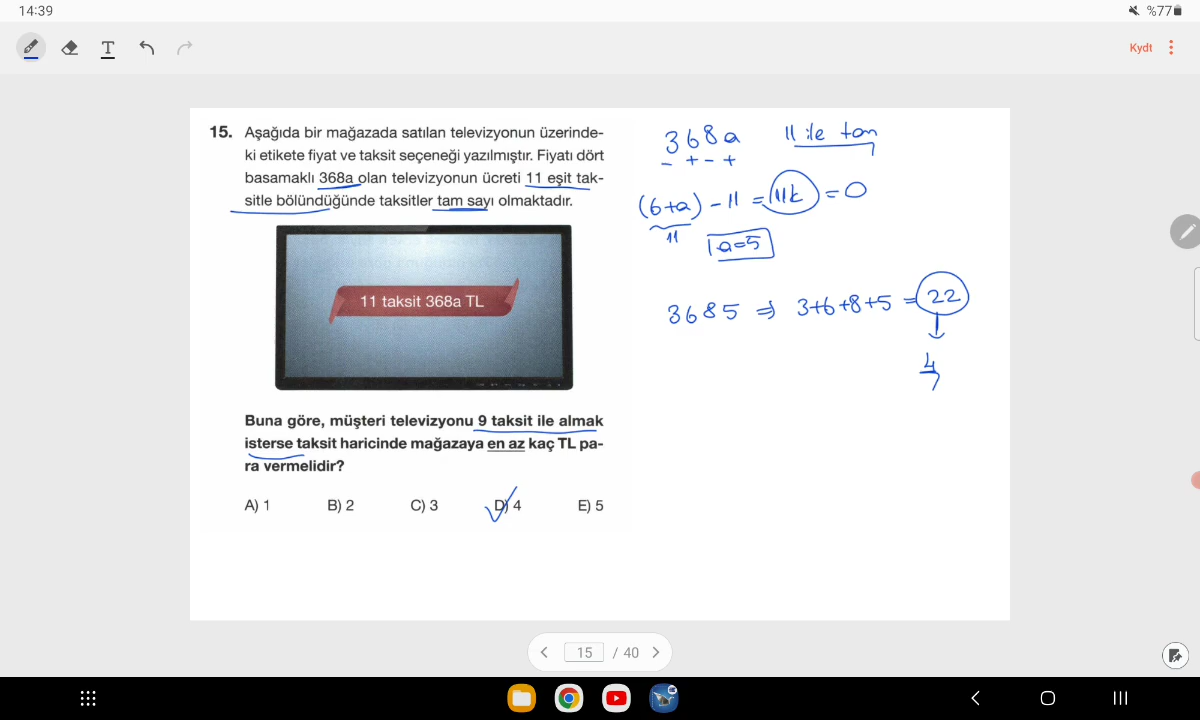 14:39
%77
T
Kydt
15. Aşağıda bir mağazada satılan televizyonun üzerinde-
ki etikete fiyat ve taksit seçeneği yazılmıştır. Fiyatı dört
basamaklı 368a olan televizyonun ücreti 11 eşit tak-
sitle bölündüğünde taksitler tam sayı olmaktadır.
11 taksit 368a TL
Buna göre, müşteri televizyonu 9 taksit ile almak
isterse taksit haricinde mağazaya en az kaç TL pa-
ra vermelidir?
A) 1 B) 2 C) 3 D) 4 E) 5
368a 11 ile tam
- + - +
(6+a) - 11 = 11k = 0
11
a=5
3685 ⇒ 3+6+8+5 = 22
4
15 / 40